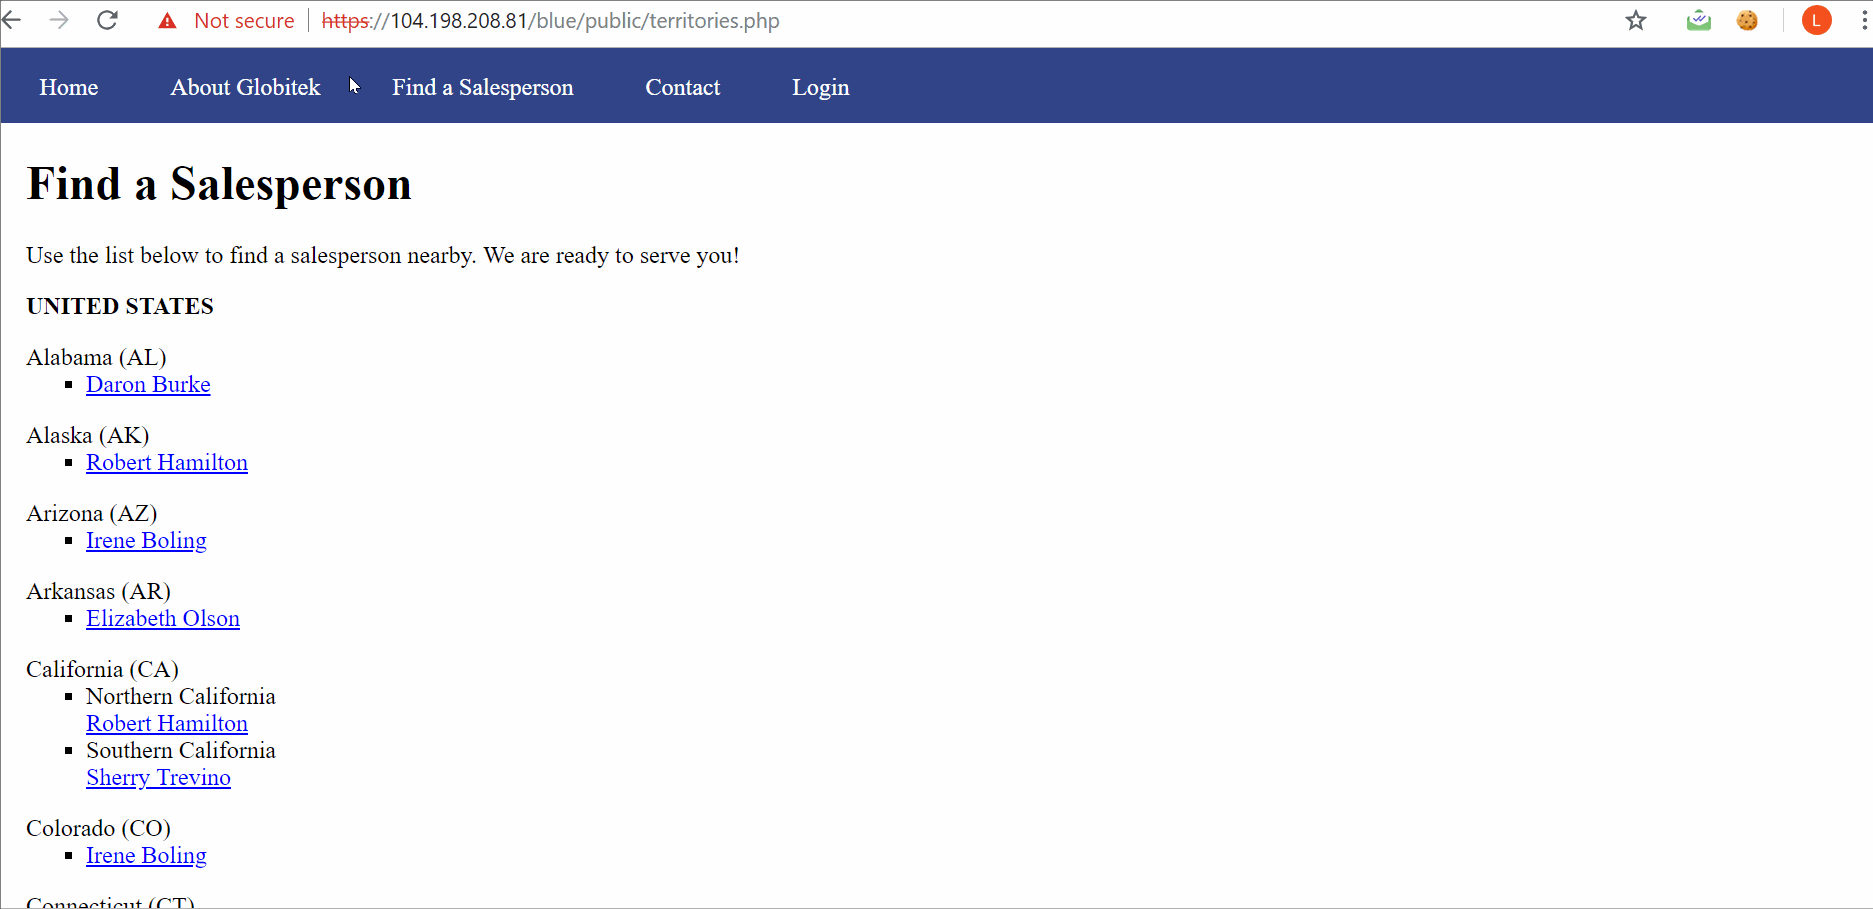 Not secure https://104.198.208.81/blue/public/territories.php L
Home About Globitek Find a Salesperson Contact Login
Find a Salesperson
Use the list below to find a salesperson nearby. We are ready to serve you!
UNITED STATES
Alabama (AL)
Daron Burke
Alaska (AK)
Robert Hamilton
Arizona (AZ)
Irene Boling
Arkansas (AR)
Elizabeth Olson
California (CA)
Northern California
Robert Hamilton
Southern California
Sherry Trevino
Colorado (CO)
Irene Boling
Connecticut (CT)